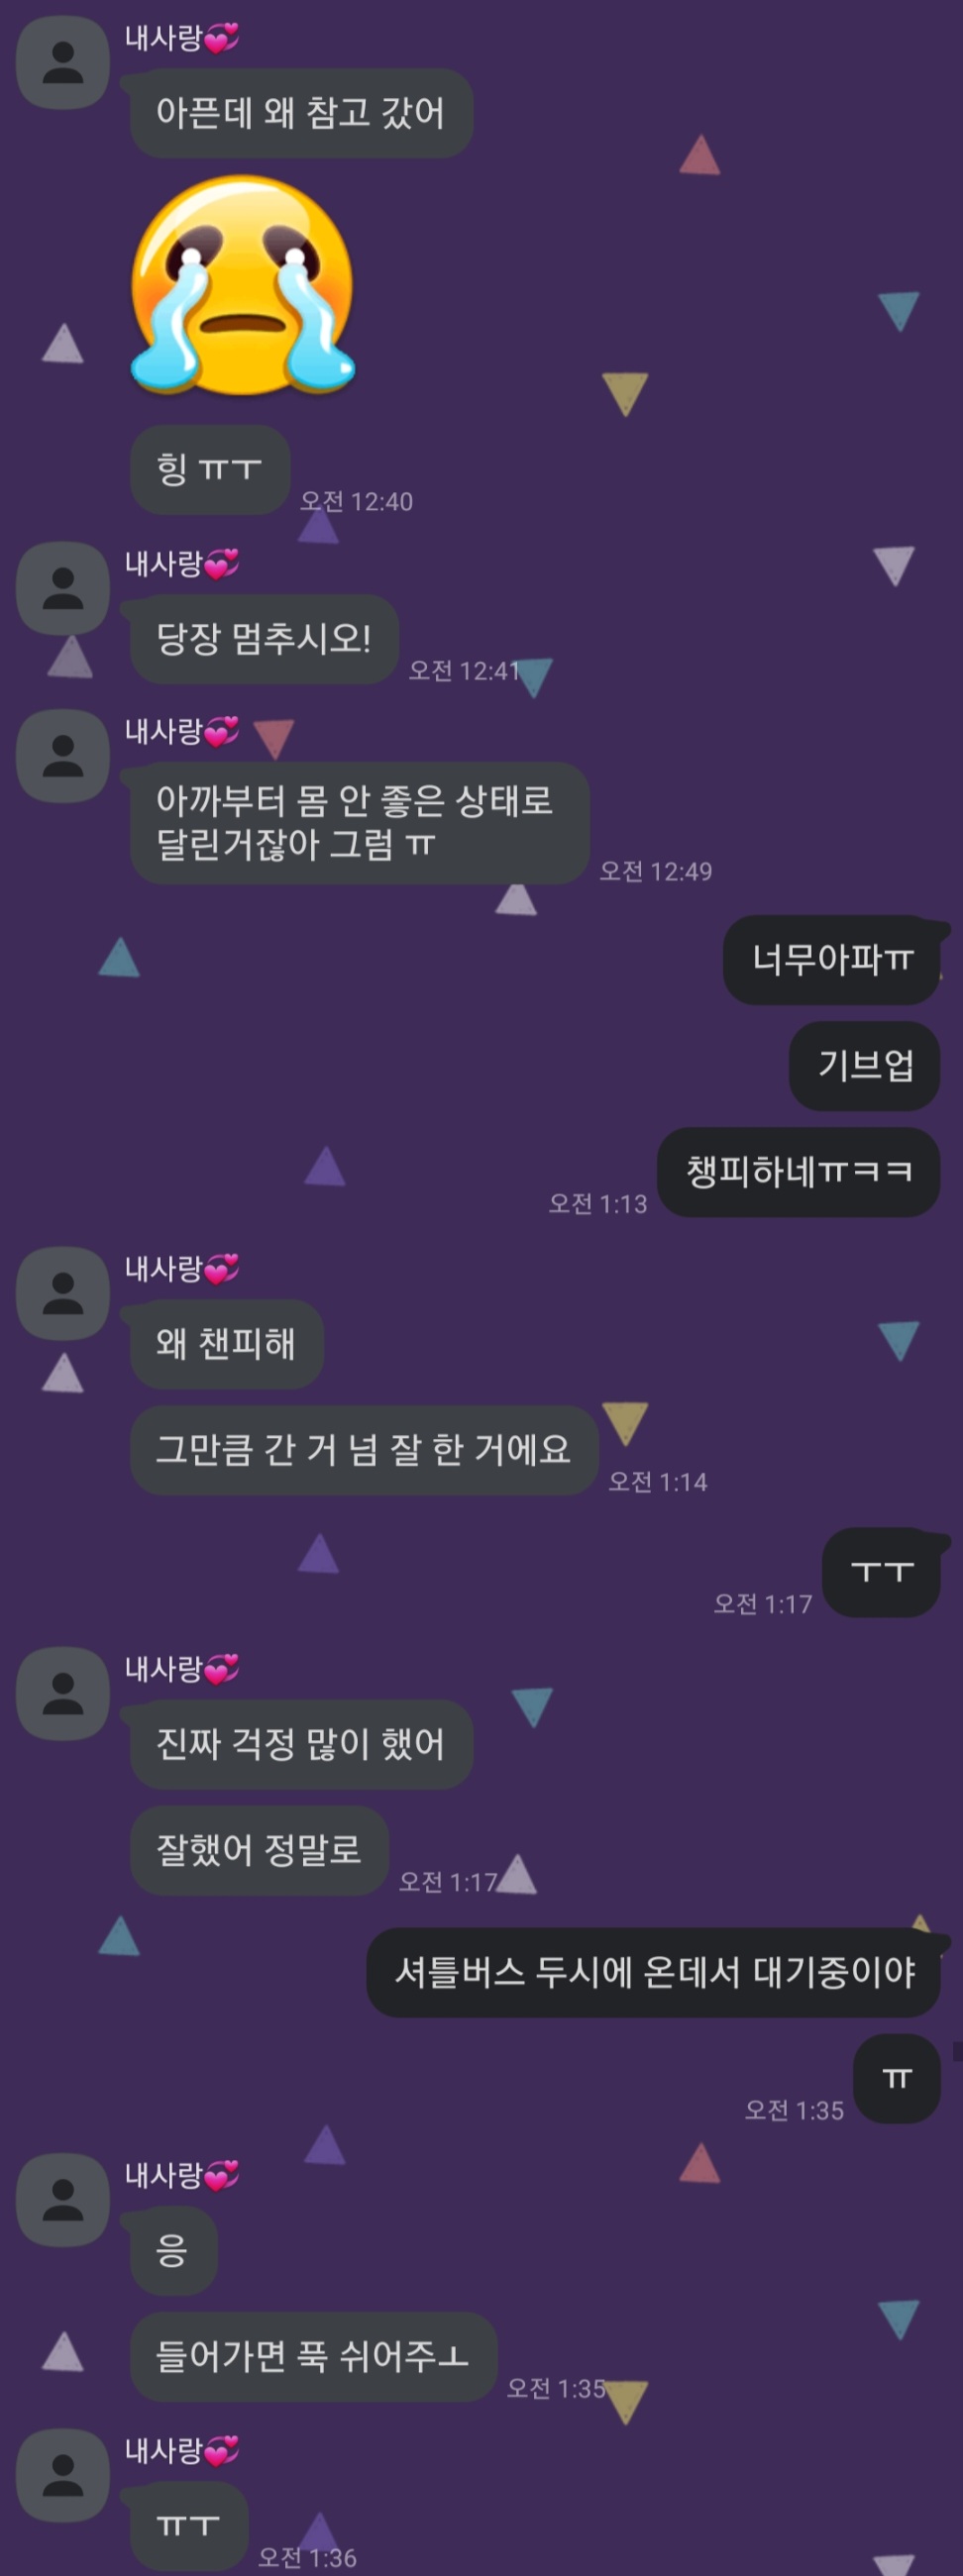 내사랑💞
아픈데 왜 참고 갔어
힝 ㅠㅜ
오전 12:40
내사랑💞
당장 멈추시오!
오전 12:41
내사랑💞
아까부터 몸 안 좋은 상태로
달린거잖아 그럼 ㅠ
오전 12:49
너무아파ㅠ
기브업
챙피하네ㅠㅋㅋ
오전 1:13
내사랑💞
왜 챈피해
그만큼 간 거 넘 잘 한 거에요
오전 1:14
ㅜㅜ
오전 1:17
내사랑💞
진짜 걱정 많이 했어
잘했어 정말로
오전 1:17
셔틀버스 두시에 온데서 대기중이야
ㅠ
오전 1:35
내사랑💞
응
들어가면 푹 쉬어주ㅗ
오전 1:35
내사랑💞
ㅠㅜ
오전 1:36